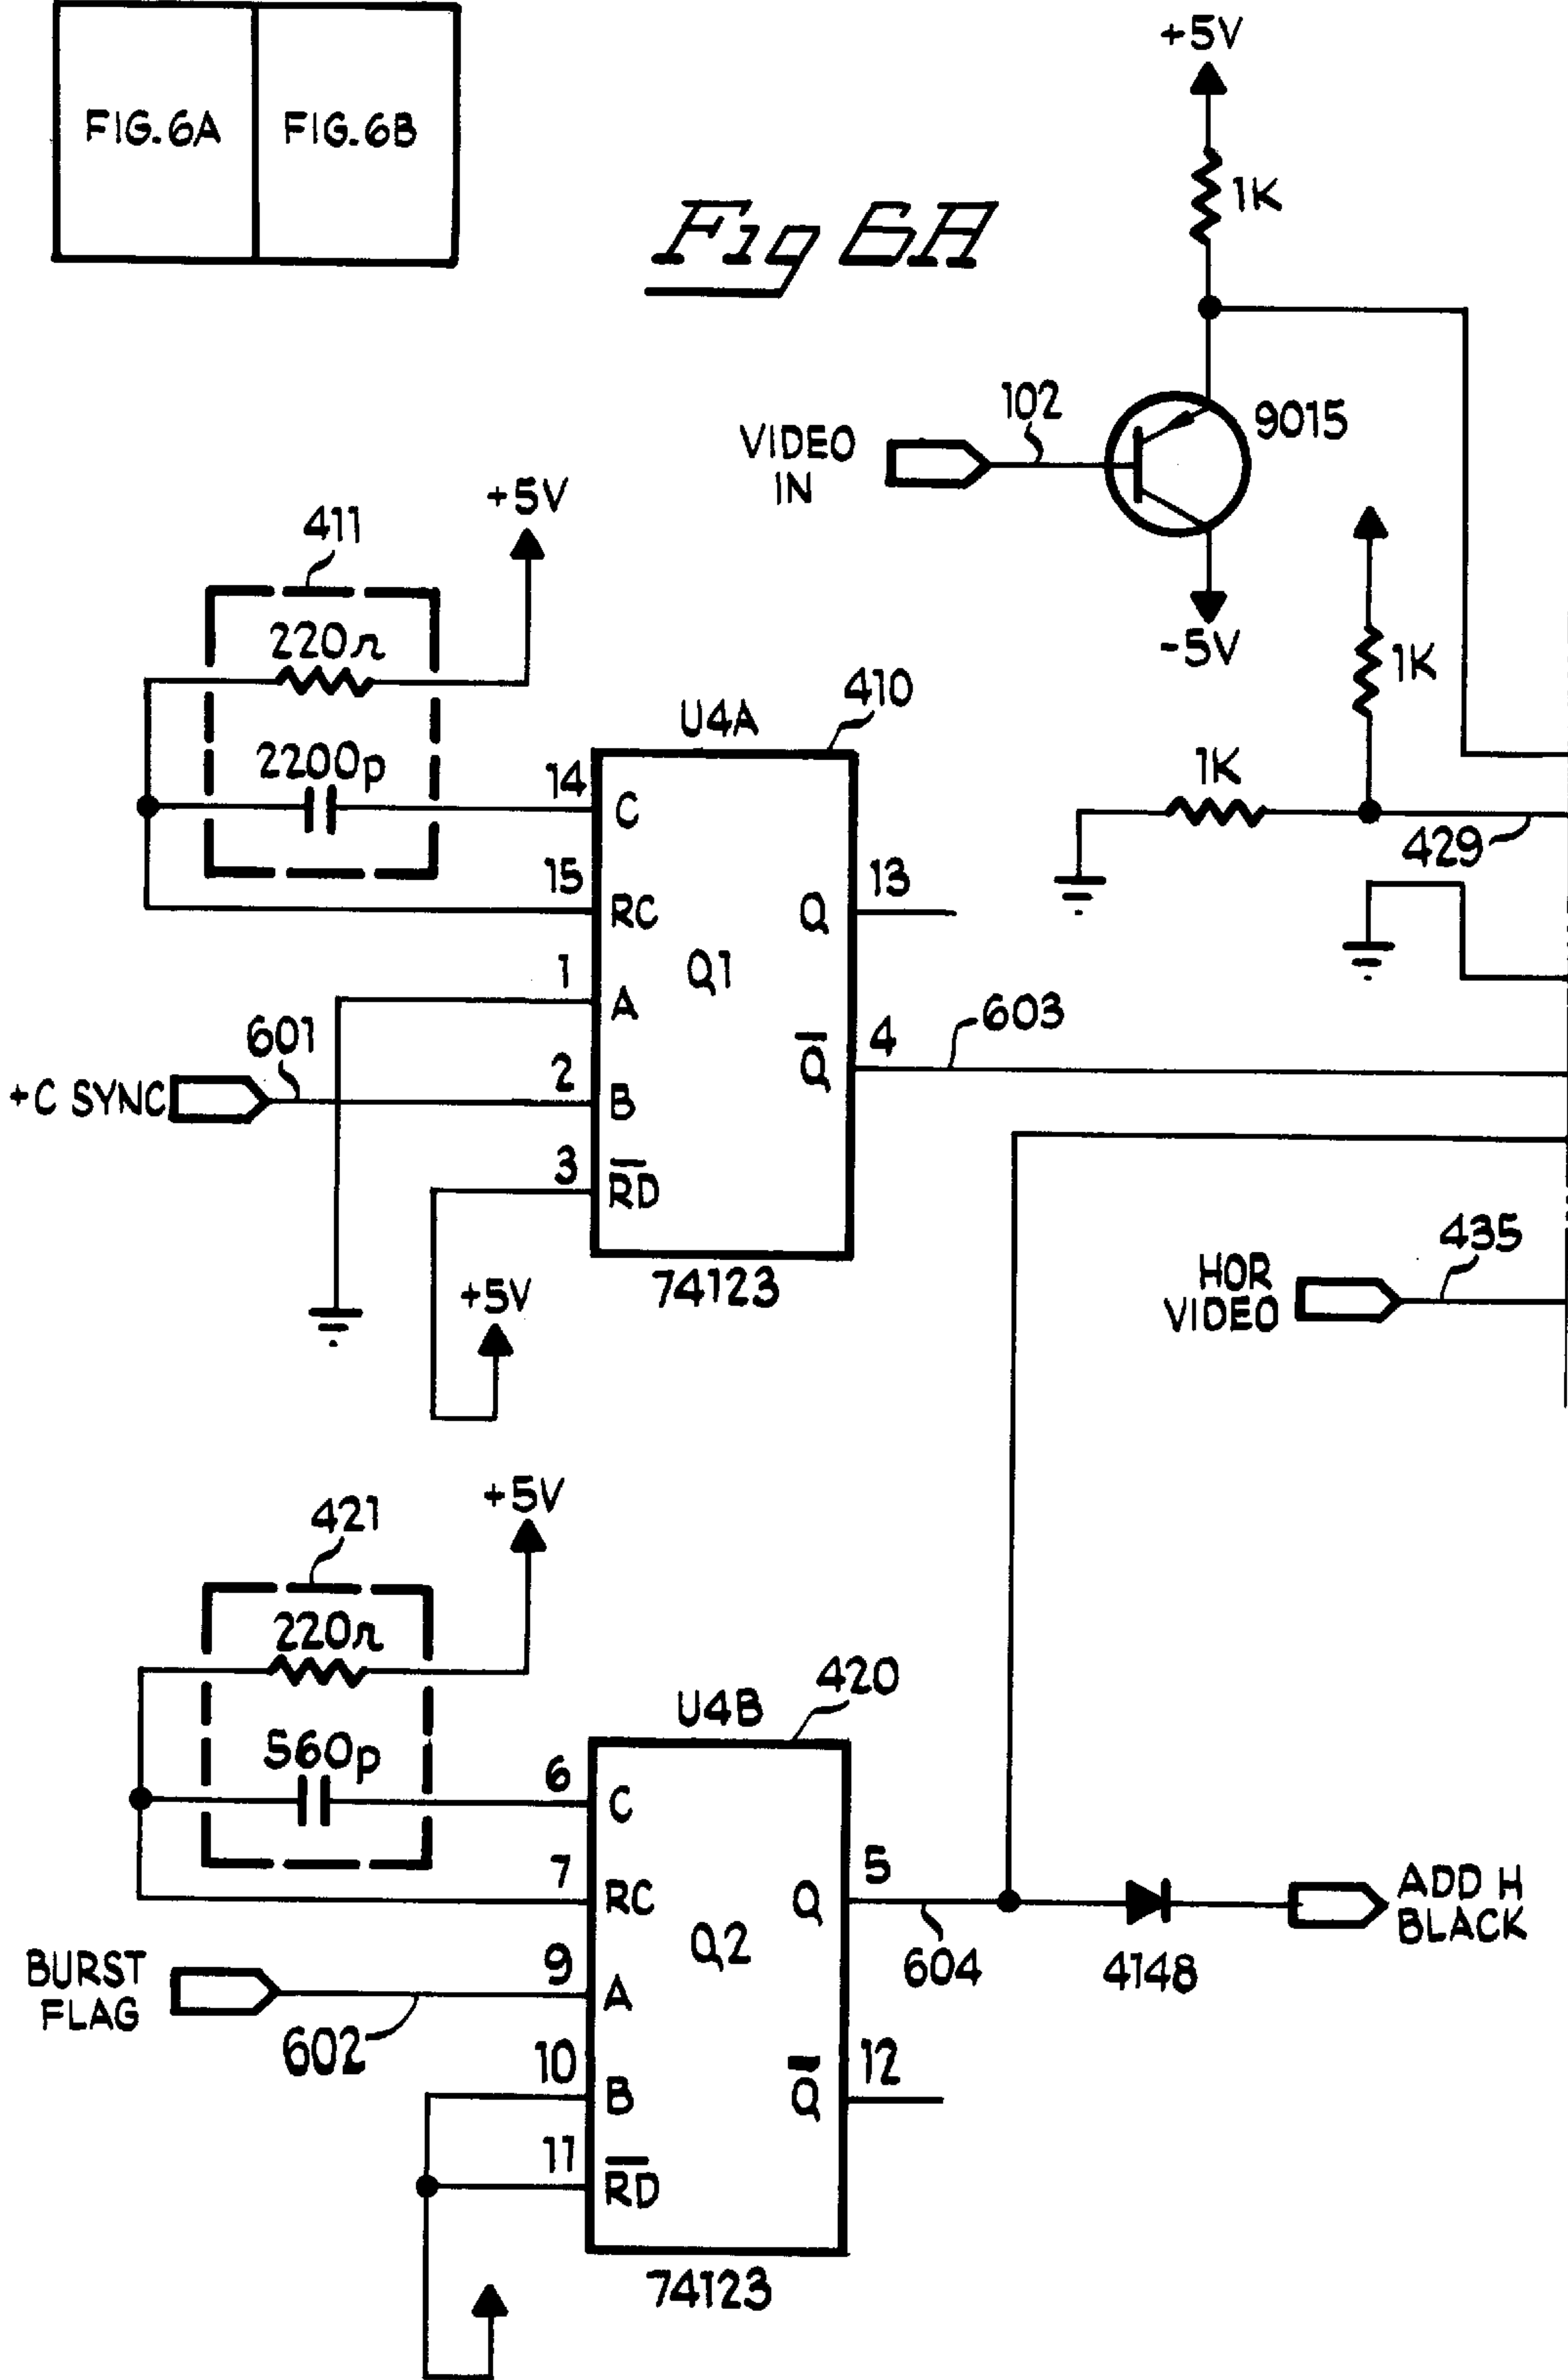 FIG.6A FIG.6B
Fig 6A
+5V
1K
102
9015
VIDEO
IN
-5V
1K
1K
429
411
+5V
220Ω
2200p
U4A
410
14
C
15
RC
Q
13
Q1
1
A
+C SYNC
601
2
B
Q̅
4
603
3
R̅D̅
74123
+5V
HOR
VIDEO
435
421
+5V
220Ω
560p
U4B
420
6
C
7
RC
Q
5
604
4148
ADD H
BLACK
Q2
BURST
FLAG
602
9
A
10
B
Q̅
12
11
R̅D̅
74123